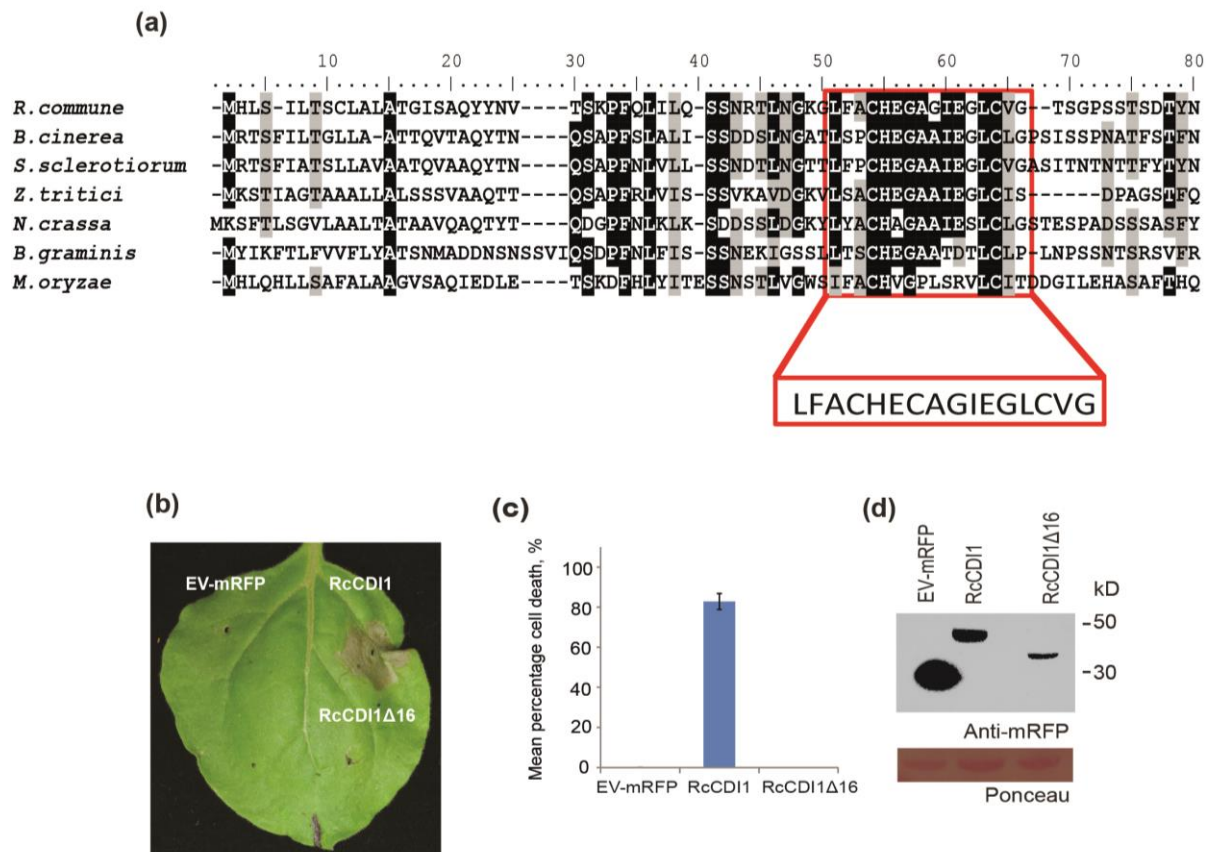 (a)
10 20 30 40 50 60 70 80
R.commune -MHLS-ILTSCLALATGISAQYYNV----TSKPFQLILQ-SSNRTLNGKGLFACHEGAGIEGLCVG--TSGPSSTSDTYN
B.cinerea -MRTSFILTGLLA-ATTQVTAQYTN----QSAPFSLALI-SSDDSLNGATLSPCHEGAAIEGLCLGPSISSPNATFSTFN
S.sclerotiorum -MRTSFIATSLLAVAATQVAAQYTN----QSAPFNLVLL-SSNDTLNGTTLFPCHEGAAIEGLCVGASITNTNTTFYTYN
Z.tritici -MKSTIAGTAAALLALSSSVAAQTT----QSAPFRLVIS-SSVKAVDGKVLSACHEGAAIEGLCIS------DPAGSTFQ
N.crassa MKSFTLSGVLAALTATAAVQAQTYT----QDGPFNLKLK-SDDSSLDGKYLYACHAGAAIESLCLGSTESPADSSSASFY
B.graminis -MYIKFTLFVVFLYATSNMADDNSNSSVIQSDPFNLFIS-SSNEKIGSSLLTSCHEGAATDTLCLP-LNPSSNTSRSVFR
M.oryzae -MHLQHLLSAFALAAGVSAQIEDLE----TSKDFHLYITESSNSTLVGWSIFACHVGPLSRVLCITDDGILEHASAFTHQ
LFACHECAGIEGLCVG
(b)
EV-mRFP RcCDI1
RcCDI1Δ16
(c)
Mean percentage cell death, %
100
80
60
40
20
0
EV-mRFP RcCDI1 RcCDI1Δ16
(d)
EV-mRFP
RcCDI1
RcCDI1Δ16
kD
-50
-30
Anti-mRFP
Ponceau